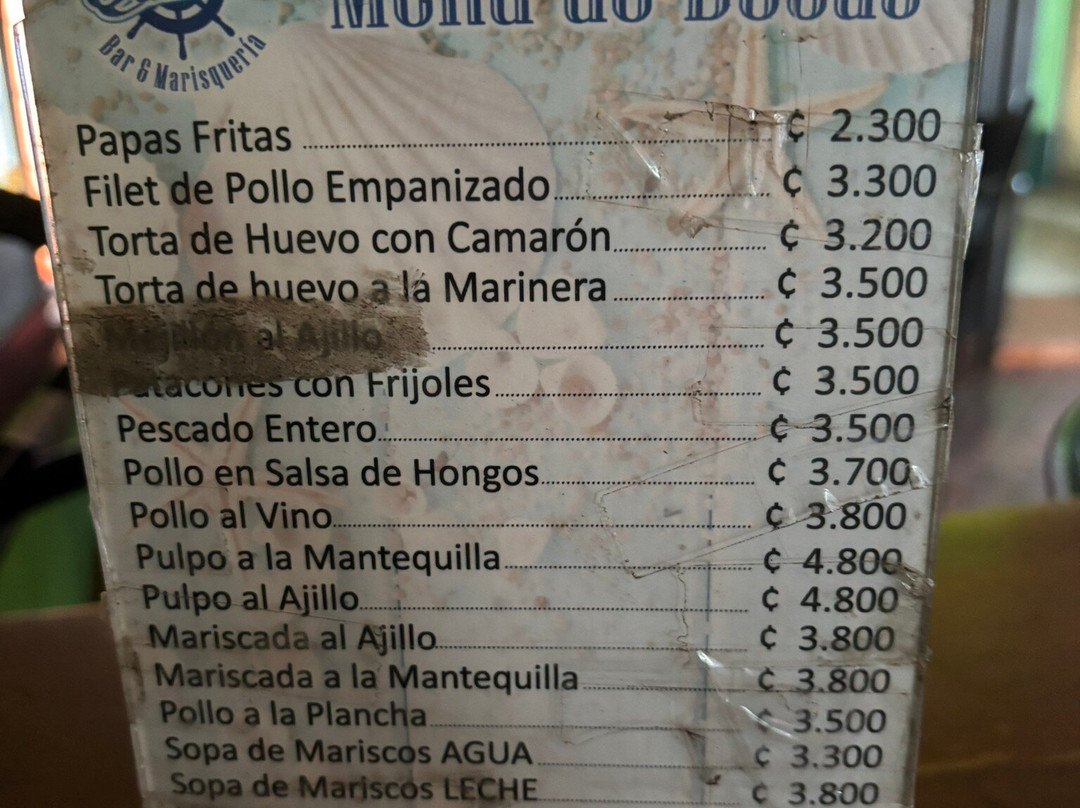 Bar & Marisquería
Menú de Bocas
Papas Fritas ¢ 2.300
Filet de Pollo Empanizado ¢ 3.300
Torta de Huevo con Camarón ¢ 3.200
Torta de huevo a la Marinera ¢ 3.500
al Ajillo ¢ 3.500
Patacones con Frijoles ¢ 3.500
Pescado Entero ¢ 3.500
Pollo en Salsa de Hongos ¢ 3.700
Pollo al Vino ¢ 3.800
Pulpo a la Mantequilla ¢ 4.800
Pulpo al Ajillo ¢ 4.800
Mariscada al Ajillo ¢ 3.800
Mariscada a la Mantequilla ¢ 3.800
Pollo a la Plancha ¢ 3.500
Sopa de Mariscos AGUA ¢ 3.300
Sopa de Mariscos LECHE ¢ 3.800